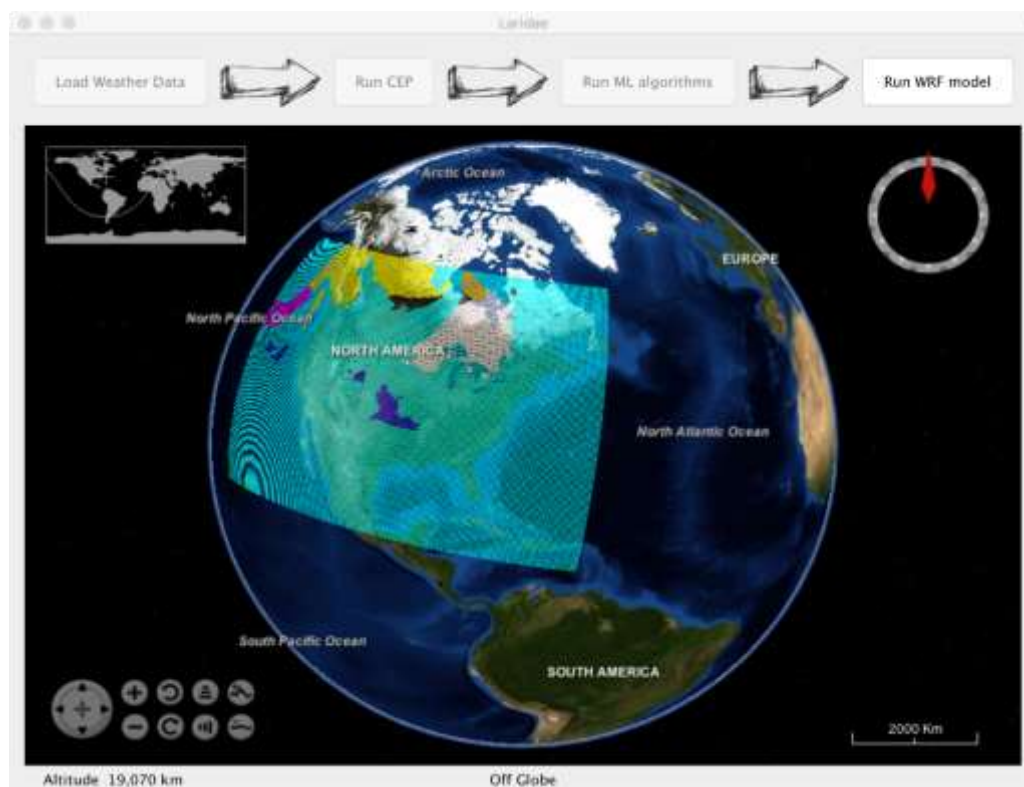 Load Weather Data
Run CEP
Run ML algorithms
Run WRF model
Arctic Ocean
EUROPE
North Pacific Ocean
NORTH AMERICA
North Atlantic Ocean
South Pacific Ocean
SOUTH AMERICA
2000 Km
Altitude 19,070 km
Off Globe